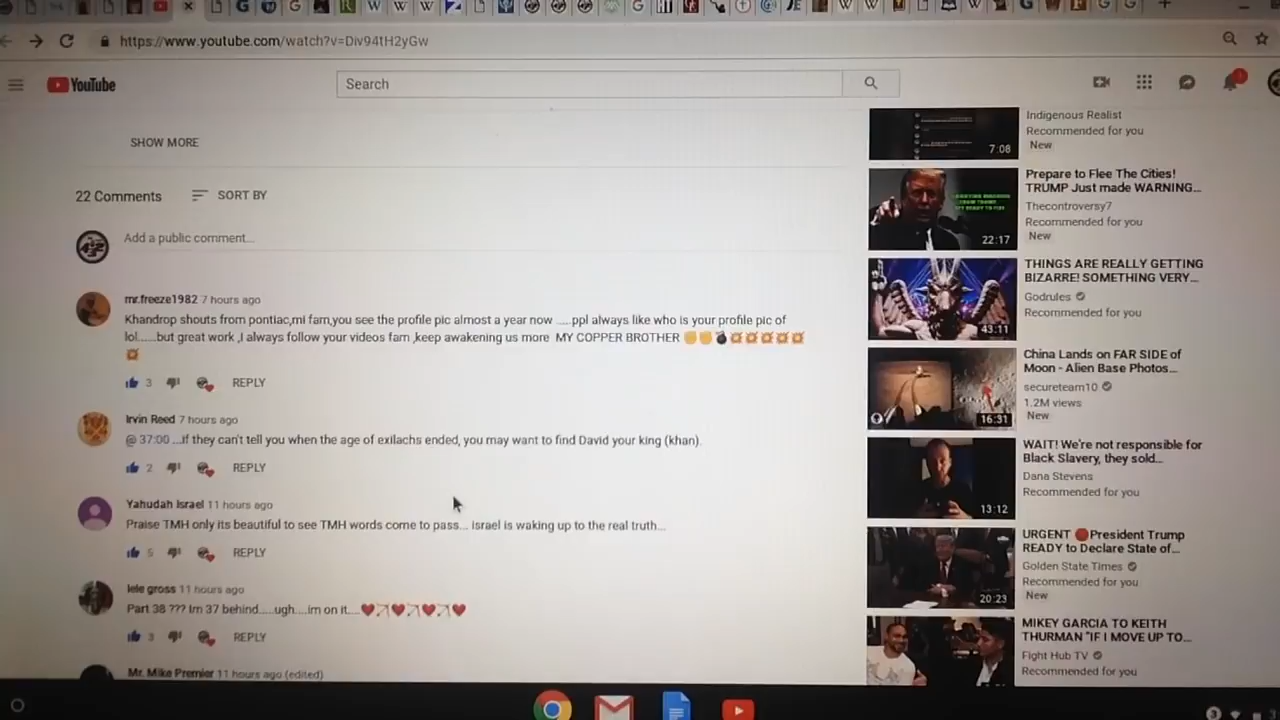 https://www.youtube.com/watch?v=Div94tH2yGw
YouTube
Search
SHOW MORE
22 Comments
SORT BY
Add a public comment...
mr.freeze1982 7 hours ago
Khandrop shouts from pontiac,mi fam,you see the profile pic almost a year now .....ppl always like who is your profile pic of
lol.....but great work ,I always follow your videos fam ,keep awakening us more MY COPPER BROTHER ✊✊💣💥💥💥💥💥
💥
3 REPLY
Irvin Reed 7 hours ago
@ 37:00 ...If they can't tell you when the age of exilachs ended, you may want to find David your king (khan).
2 REPLY
Yahudah Israel 11 hours ago
Praise TMH only its beautiful to see TMH words come to pass... Israel is waking up to the real truth...
5 REPLY
lele gross 11 hours ago
Part 38 ??? Im 37 behind.....ugh....im on it....❤️🏹❤️🏹❤️🏹❤️
3 REPLY
Mr. Mike Premier 11 hours ago (edited)
Indigenous Realist
Recommended for you
New
7:08
Prepare to Flee The Cities!
TRUMP Just made WARNING...
Thecontroversy7
Recommended for you
New
22:17
THINGS ARE REALLY GETTING
BIZARRE! SOMETHING VERY...
Godrules
Recommended for you
43:11
China Lands on FAR SIDE of
Moon - Alien Base Photos...
secureteam10
1.2M views
New
16:31
WAIT! We're not responsible for
Black Slavery, they sold...
Dana Stevens
Recommended for you
13:12
URGENT 🔴President Trump
READY to Declare State of...
Golden State Times
Recommended for you
New
20:23
MIKEY GARCIA TO KEITH
THURMAN "IF I MOVE UP TO...
Fight Hub TV
Recommended for you